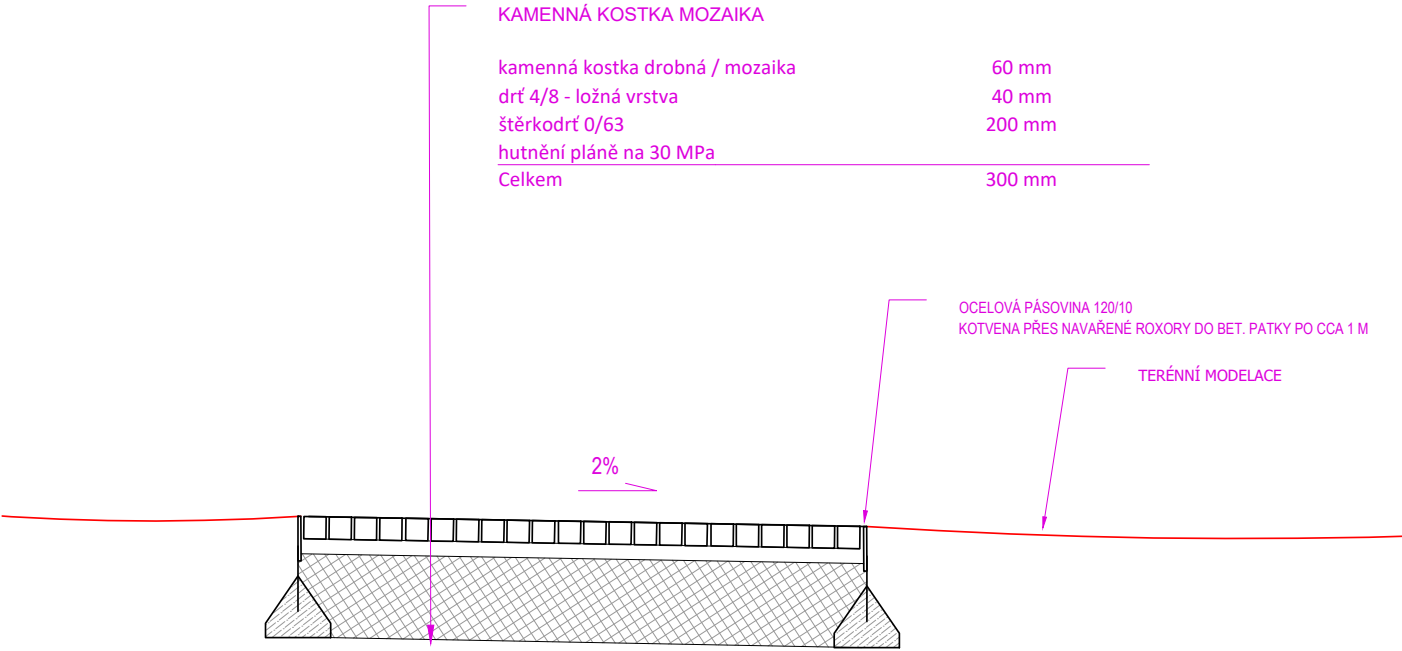 KAMENNÁ KOSTKA MOZAIKA
kamenná kostka drobná / mozaika 60 mm
drť 4/8 - ložná vrstva 40 mm
štěrkodrť 0/63 200 mm
hutnění pláně na 30 MPa
Celkem 300 mm
OCELOVÁ PÁSOVINA 120/10
KOTVENA PŘES NAVAŘENÉ ROXORY DO BET. PATKY PO CCA 1 M
TERÉNNÍ MODELACE
2%